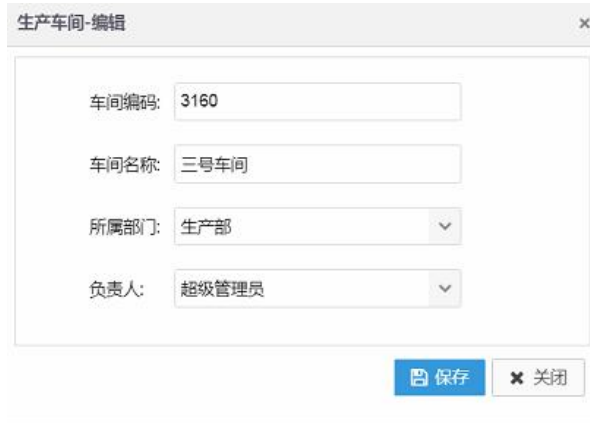 生产车间-编辑
车间编码: 3160
车间名称: 三号车间
所属部门: 生产部
负责人: 超级管理员
保存 关闭